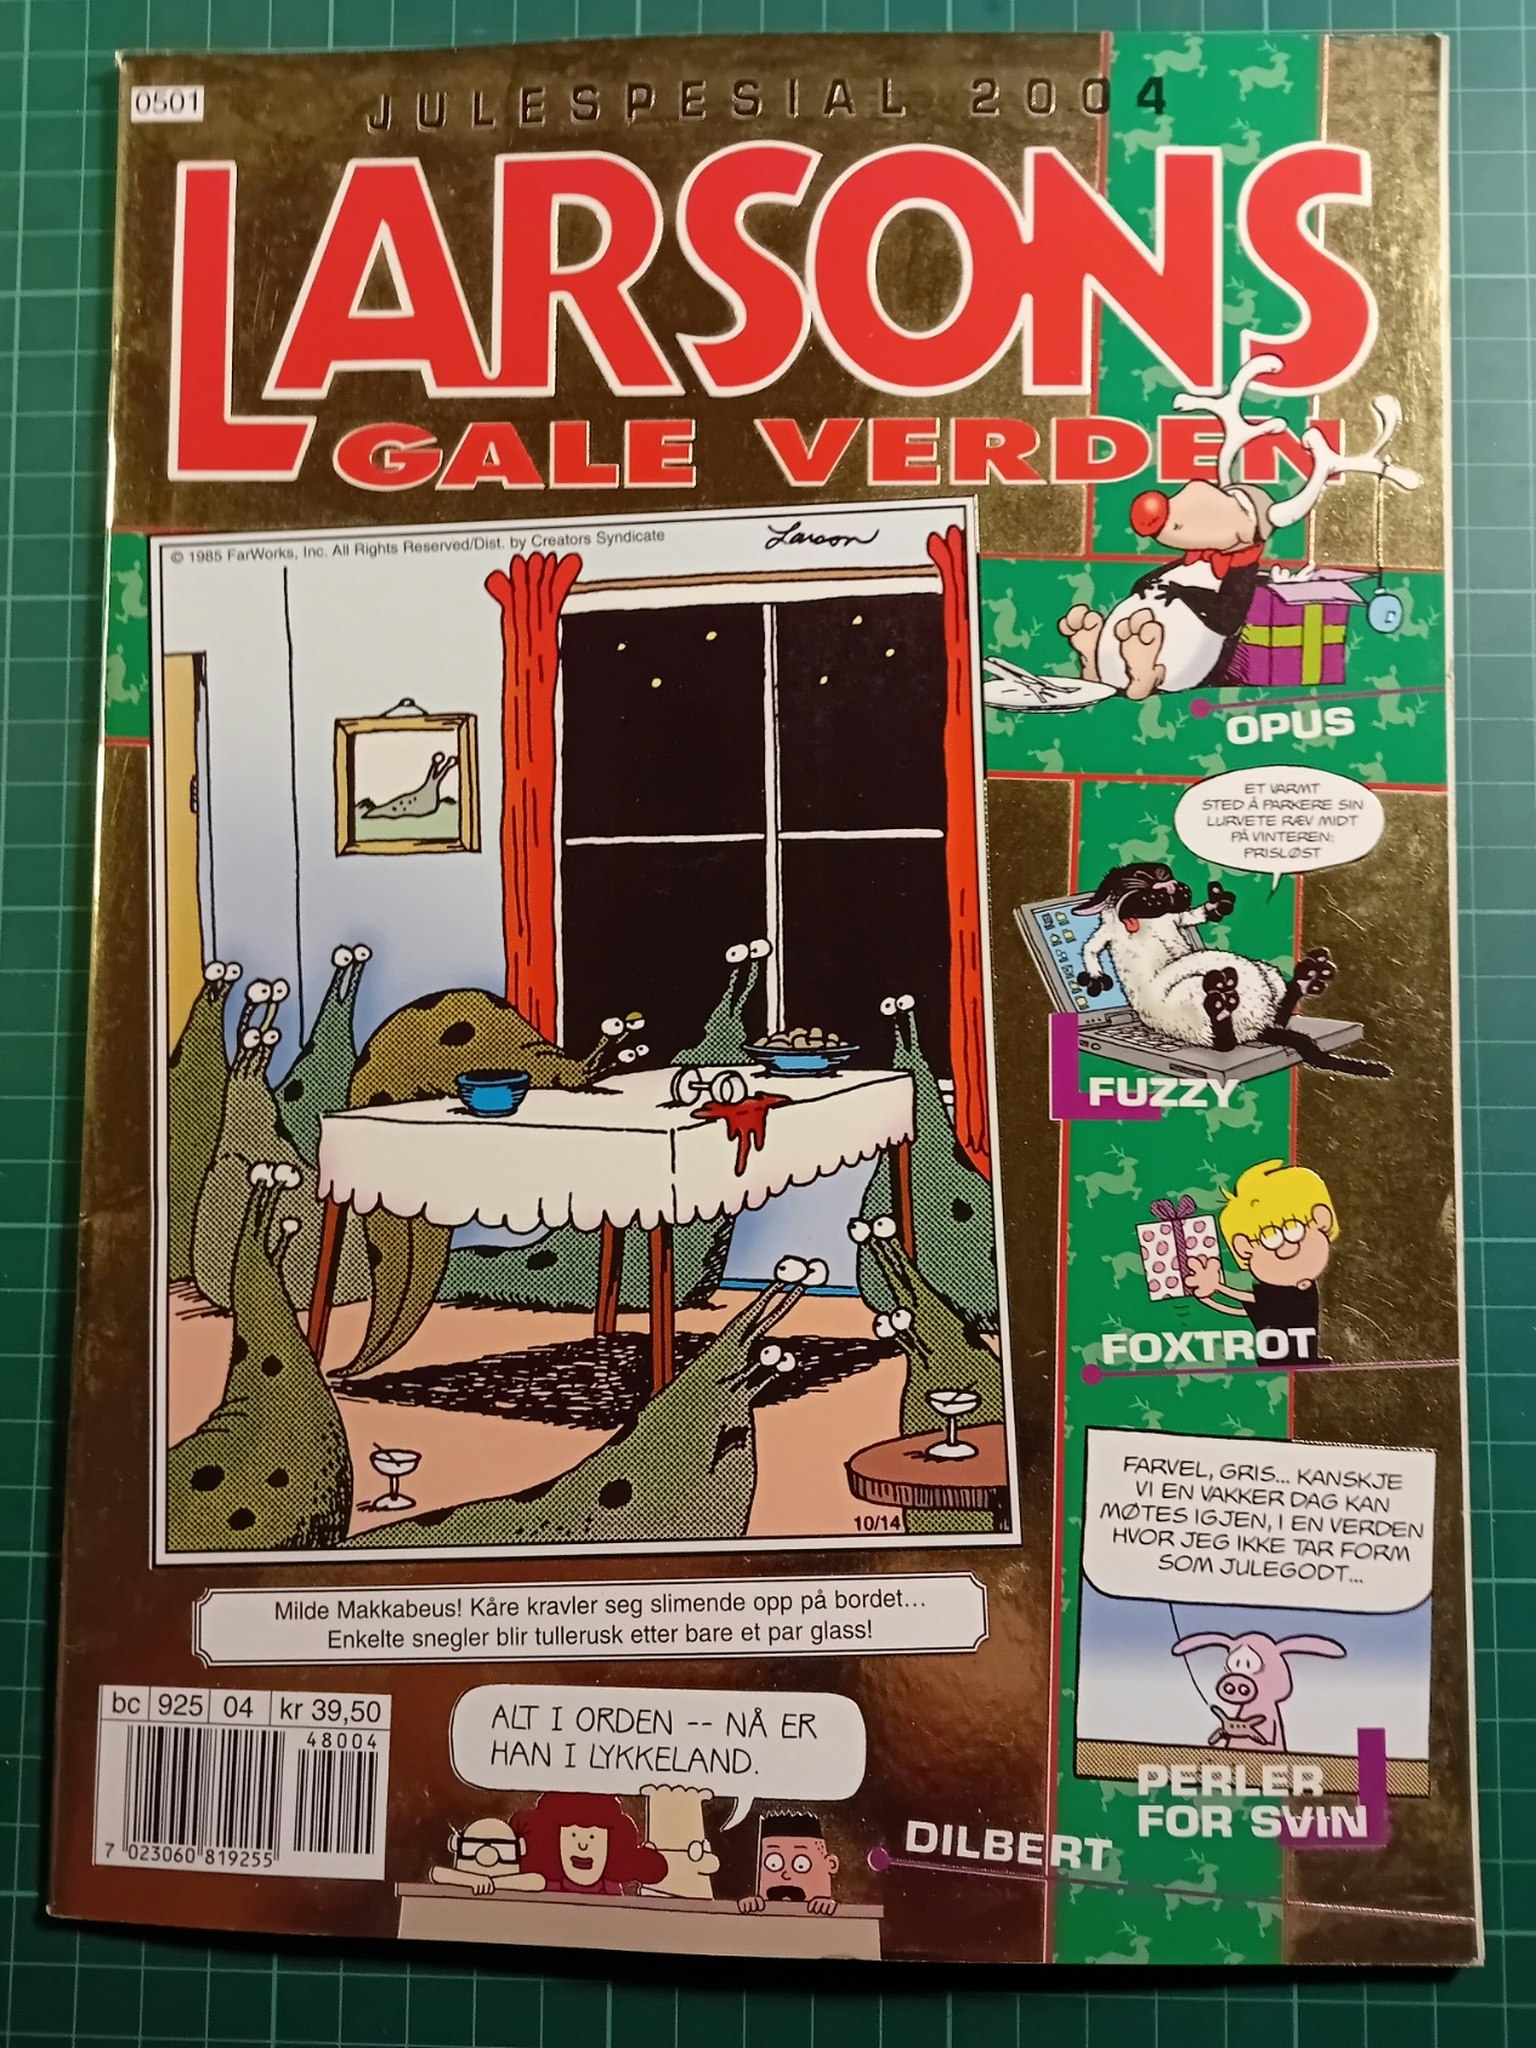 0501
JULESPESIAL 2004
LARSONS
GALE VERDEN
© 1985 FarWorks, Inc. All Rights Reserved/Dist. by Creators Syndicate
Larson
OPUS
ET VARMT
STED Å PARKERE SIN
LURVETE RÆV MIDT
PÅ VINTEREN:
PRISLØST
FUZZY
FOXTROT
FARVEL, GRIS... KANSKJE
VI EN VAKKER DAG KAN
MØTES IGJEN, I EN VERDEN
HVOR JEG IKKE TAR FORM
SOM JULEGODT...
PERLER
FOR SVIN
10/14
Milde Makkabeus! Kåre kravler seg slimende opp på bordet...
Enkelte snegler blir tullerusk etter bare et par glass!
bc 925 04 kr 39,50
48004
7 023060 819255
ALT I ORDEN -- NÅ ER
HAN I LYKKELAND.
DILBERT